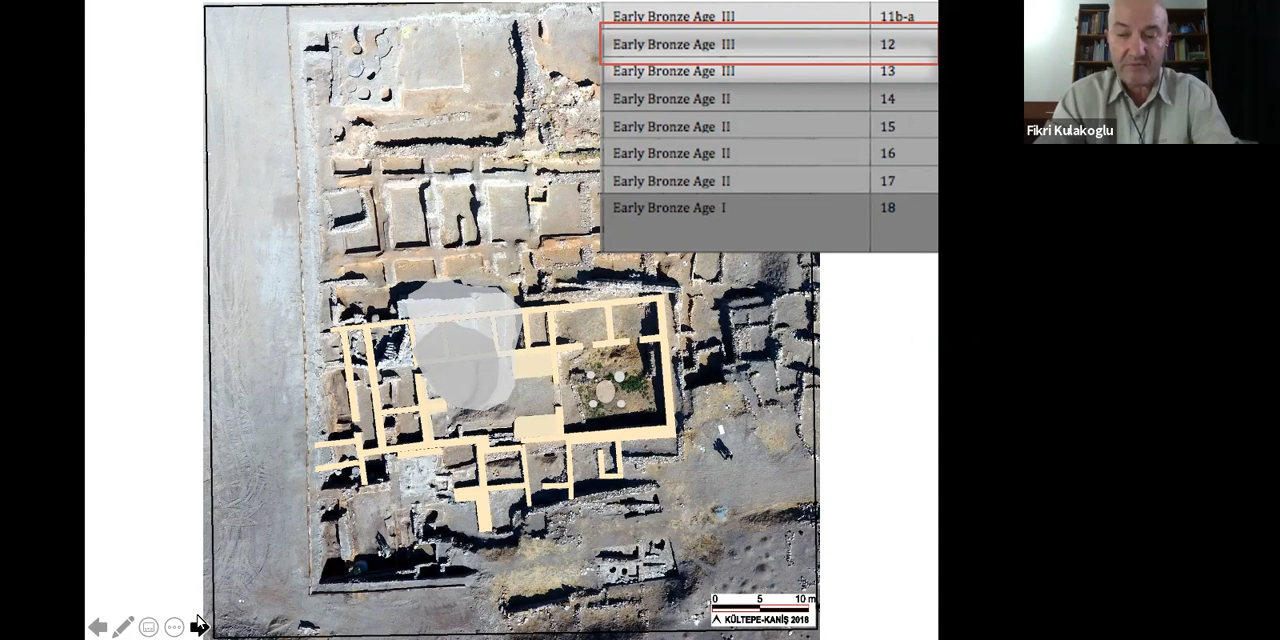 Early Bronze Age III 11b-a
Early Bronze Age III 12
Early Bronze Age III 13
Early Bronze Age II 14
Early Bronze Age II 15
Early Bronze Age II 16
Early Bronze Age II 17
Early Bronze Age I 18
Fikri Kulakoglu
0 5 10 m
KÜLTEPE-KANİŞ 2018